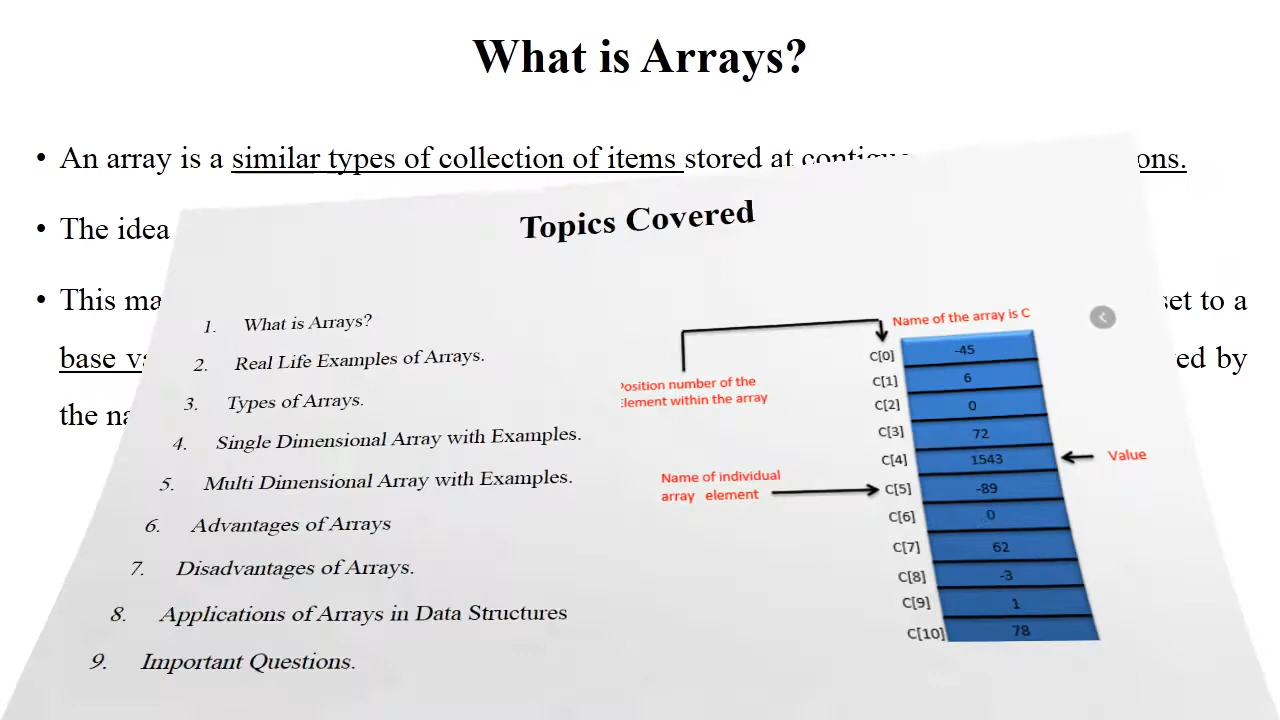 What is Arrays?
• An array is a similar types of collection of items stored at ons.
• The idea
• This ma set to a
base va ed by
the na
Topics Covered
1. What is Arrays?
2. Real Life Examples of Arrays.
3. Types of Arrays.
4. Single Dimensional Array with Examples.
5. Multi Dimensional Array with Examples.
6. Advantages of Arrays
7. Disadvantages of Arrays.
8. Applications of Arrays in Data Structures
9. Important Questions.
Name of the array is C
Position number of the
Element within the array
Name of individual
array element
Value
C[0] -45
C[1] 6
C[2] 0
C[3] 72
C[4] 1543
C[5] -89
C[6] 0
C[7] 62
C[8] -3
C[9] 1
C[10] 78